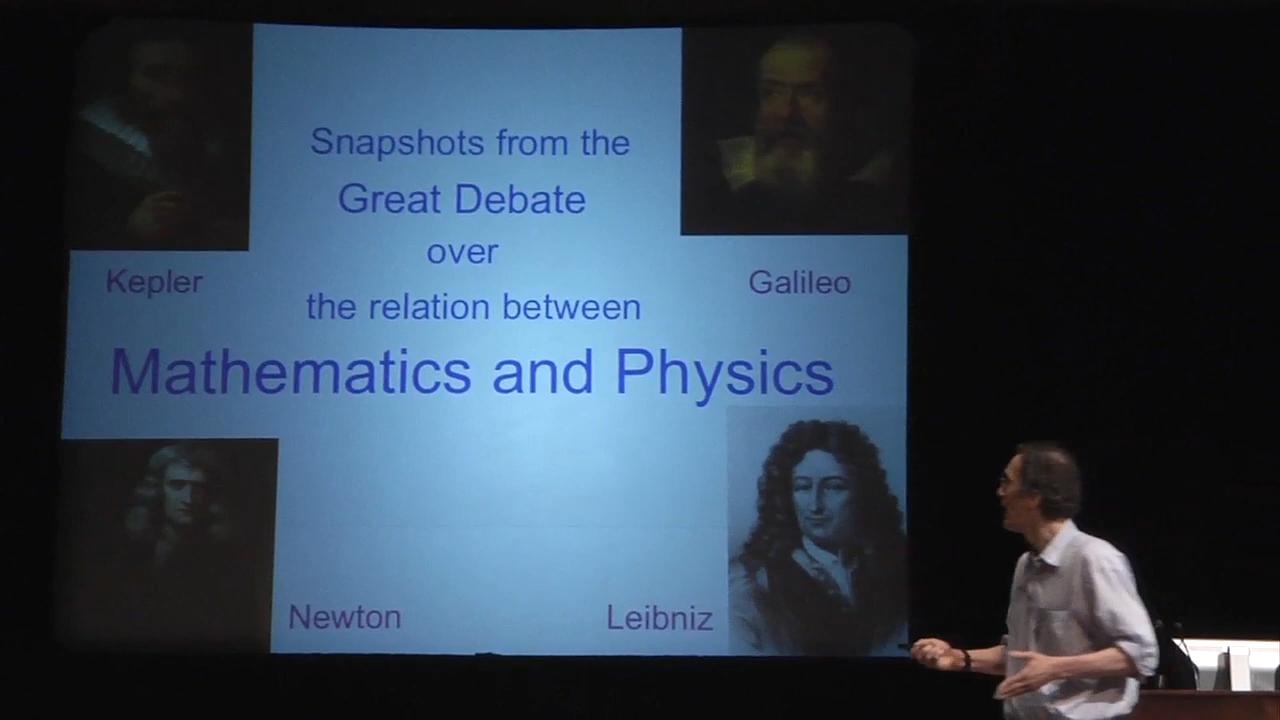 Snapshots from the
Great Debate
over
Kepler
Galileo
the relation between
Mathematics and Physics
Newton
Leibniz